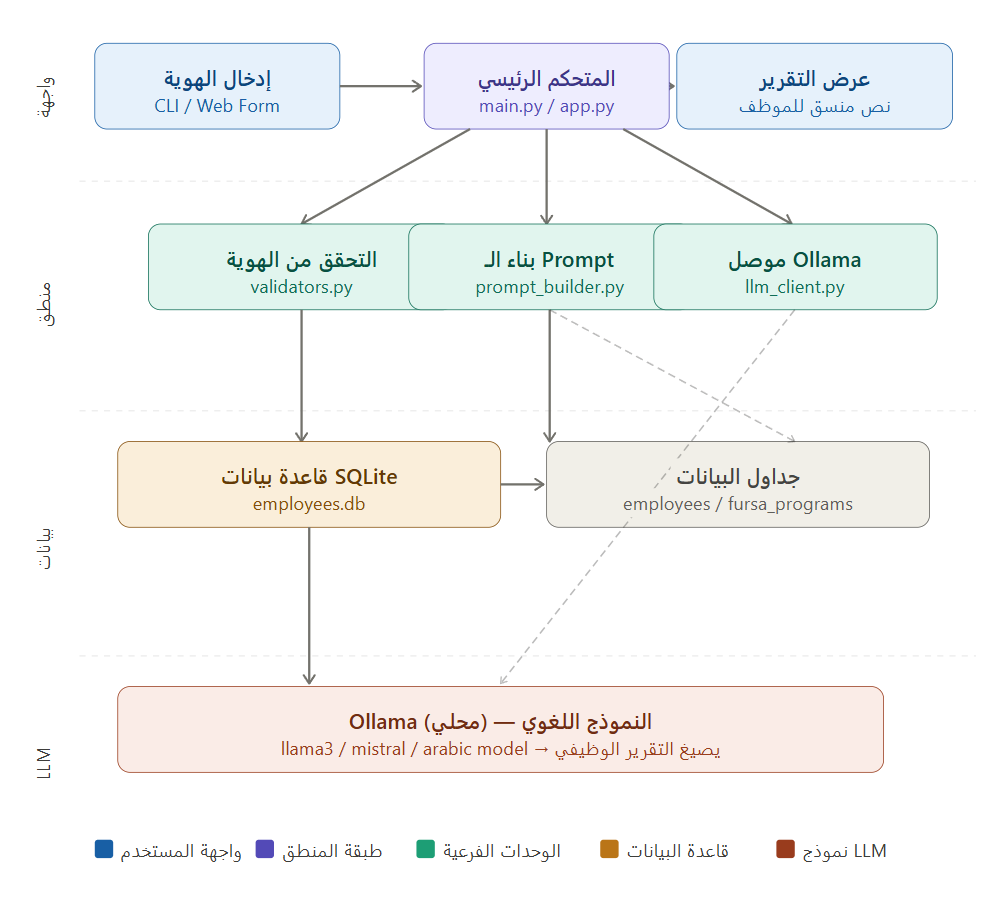 إدخال الهوية
CLI / Web Form
المتحكم الرئيسي
main.py / app.py
عرض التقرير
نص منسق للموظف
واجهة
التحقق من الهوية
validators.py
بناء الـ Prompt
prompt_builder.py
موصل Ollama
llm_client.py
منطق
قاعدة بيانات SQLite
employees.db
جداول البيانات
employees / fursa_programs
بيانات
النموذج اللغوي — Ollama (محلي)
llama3 / mistral / arabic model → يصيغ التقرير الوظيفي
LLM
واجهة المستخدم
طبقة المنطق
الوحدات الفرعية
قاعدة البيانات
نموذج LLM